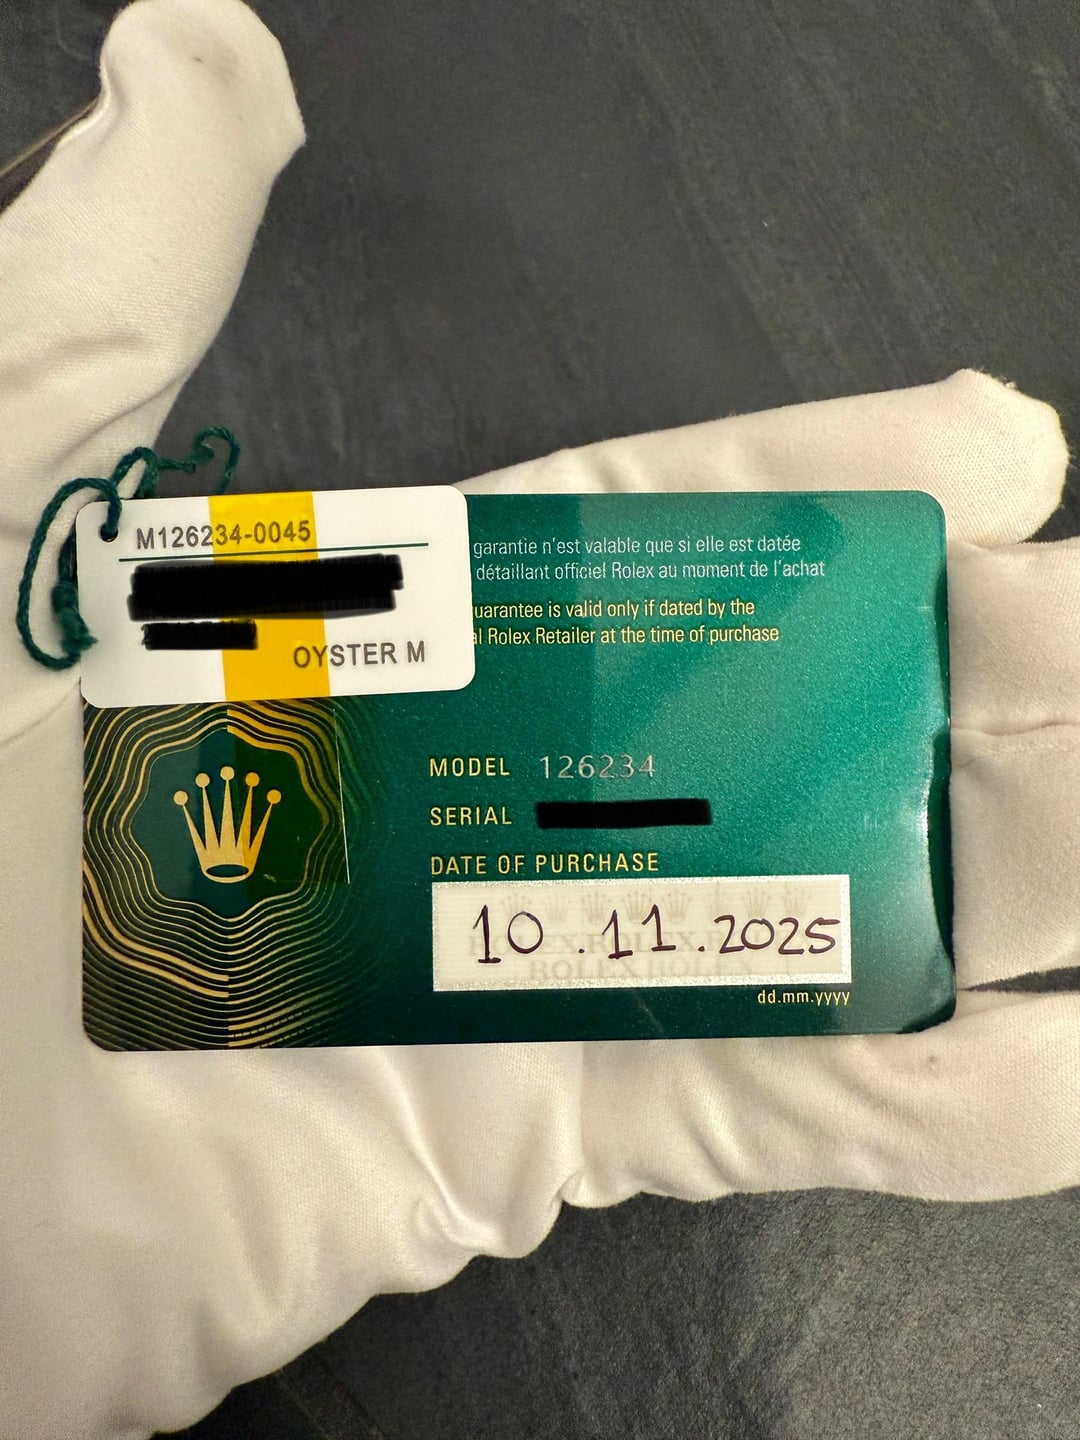 M126234-0045
OYSTER M
garantie n'est valable que si elle est datée
détaillant officiel Rolex au moment de l'achat
guarantee is valid only if dated by the
Rolex Retailer at the time of purchase
MODEL 126234
SERIAL
DATE OF PURCHASE
10.11.2025
dd.mm.yyyy